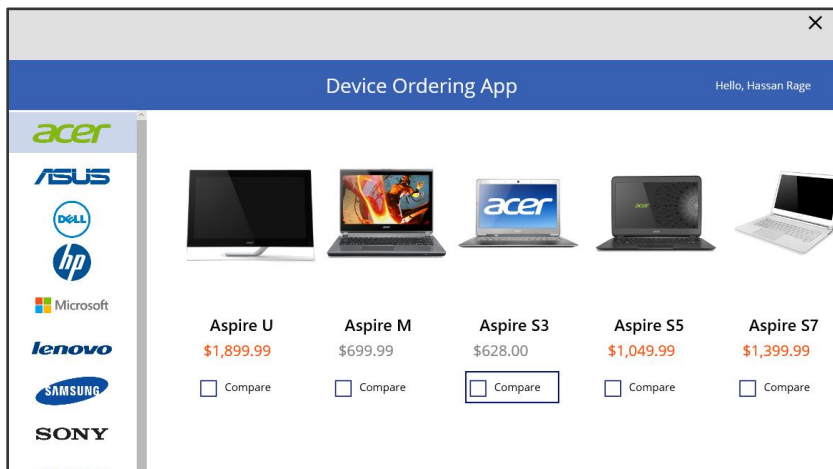 Device Ordering App
Hello, Hassan Rage
acer
ASUS
DELL
hp
Microsoft
lenovo
SAMSUNG
SONY
acer
acer
Aspire U
Aspire M
Aspire S3
Aspire S5
Aspire S7
$1,899.99
$699.99
$628.00
$1,049.99
$1,399.99
Compare
Compare
Compare
Compare
Compare